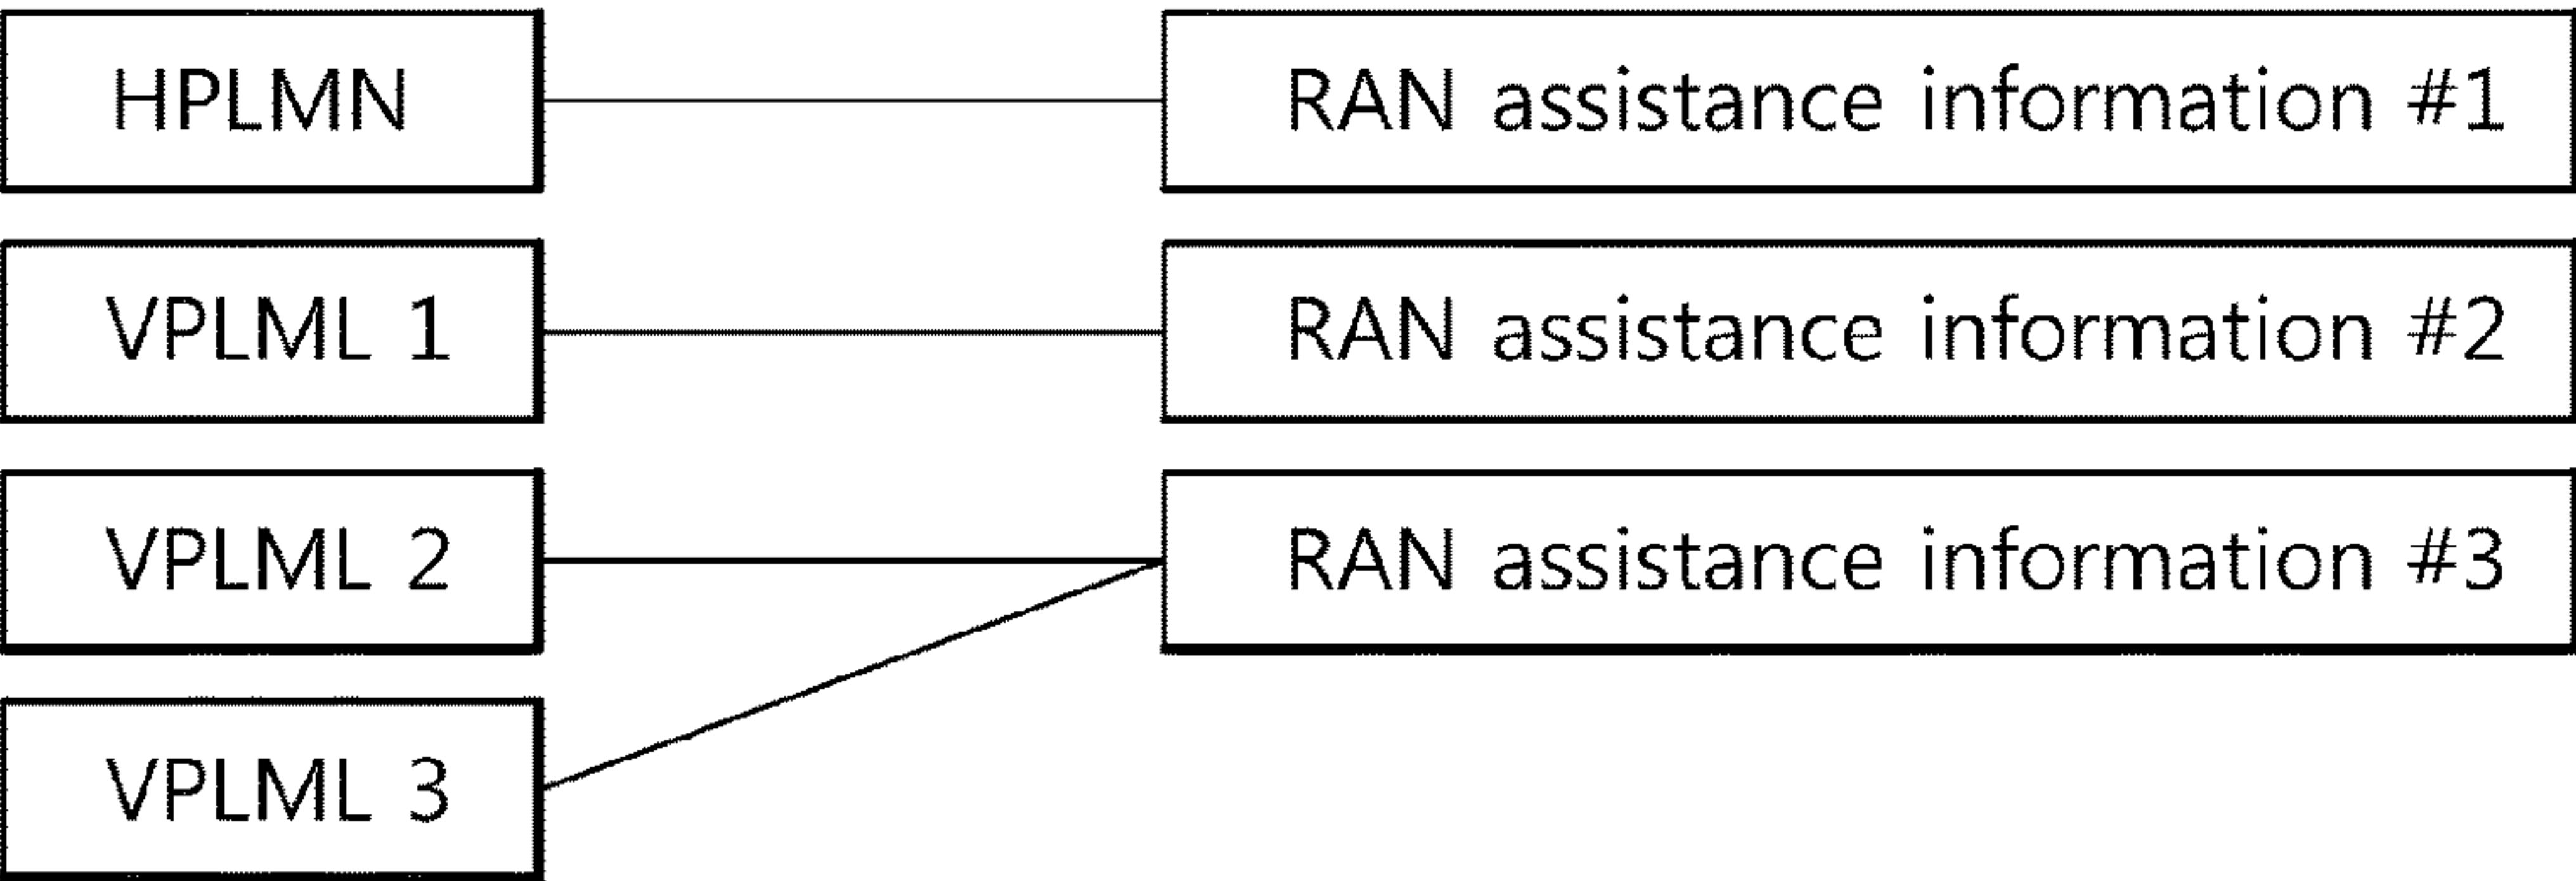 HPLMN
RAN assistance information #1
VPLML 1
RAN assistance information #2
VPLML 2
RAN assistance information #3
VPLML 3